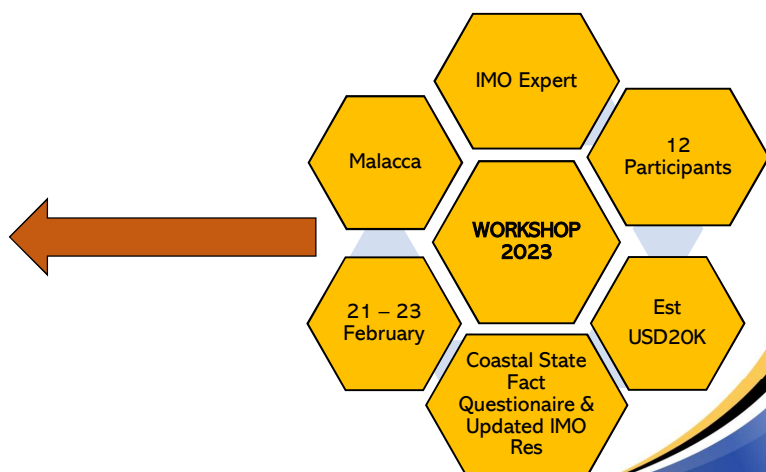 IMO Expert
12
Participants
Malacca
WORKSHOP
2023
21 – 23
February
Est
USD20K
Coastal State
Fact
Questionaire &
Updated IMO
Res